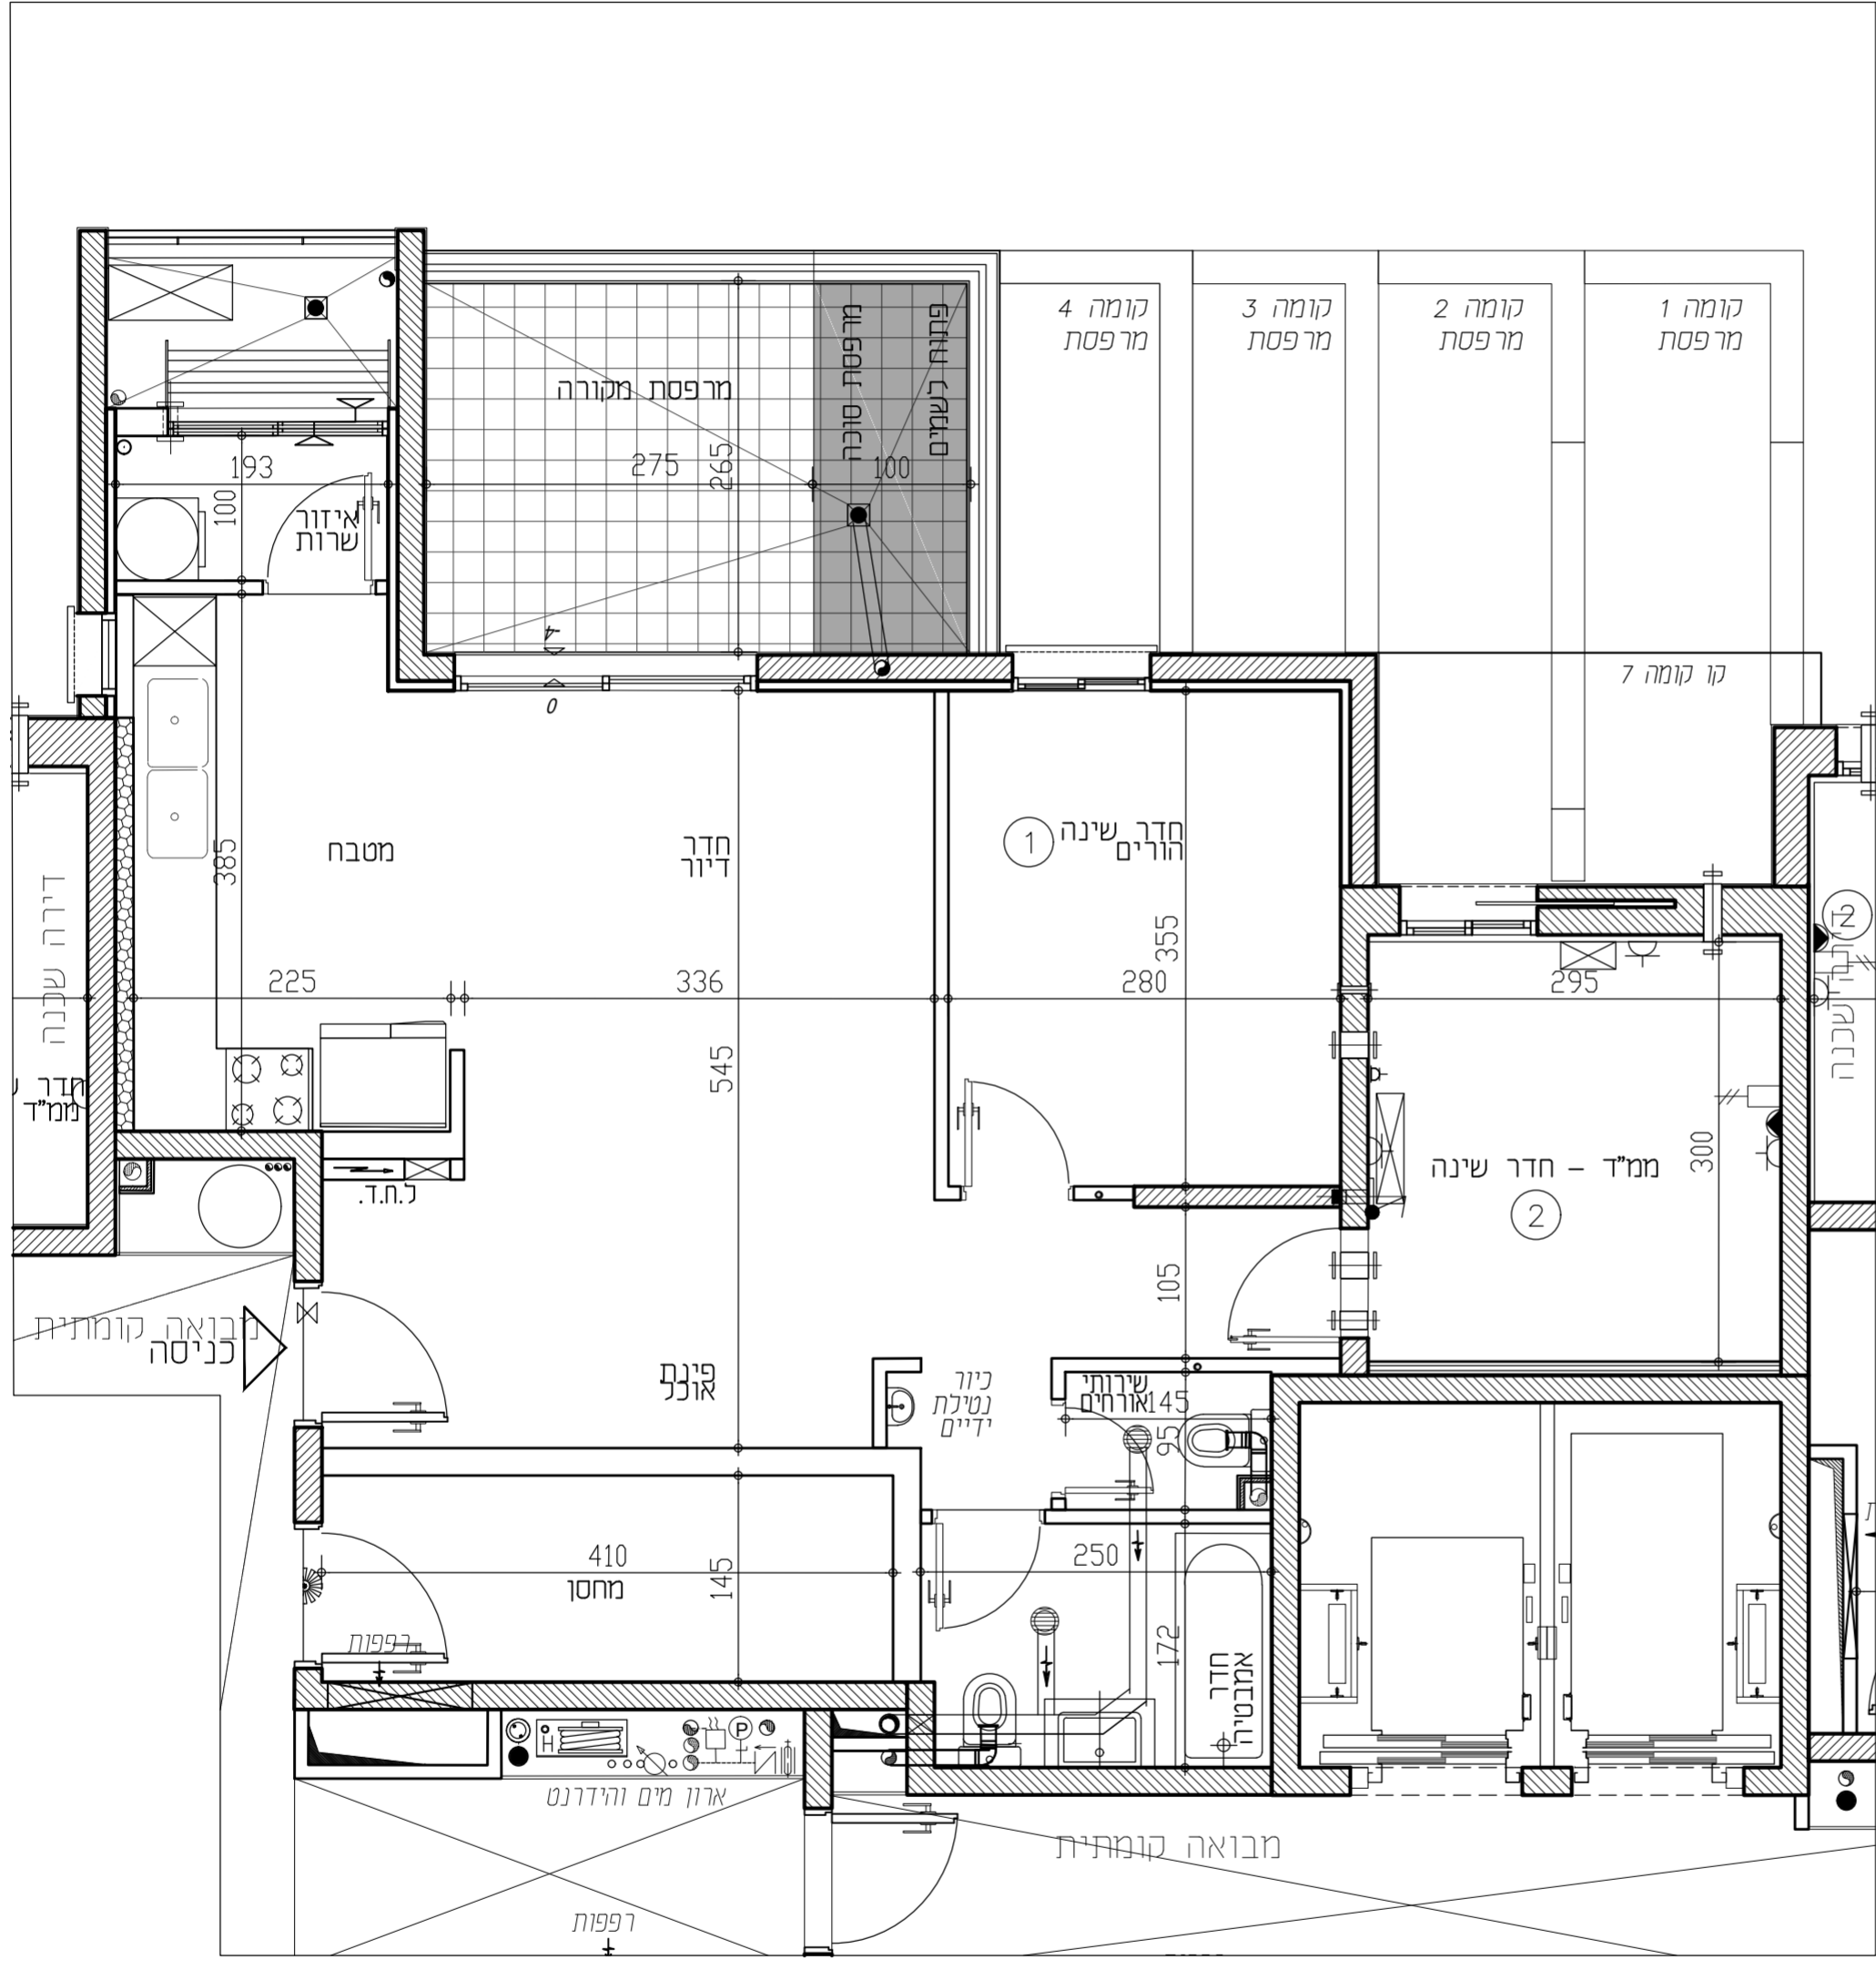 קומה 4
מרפסת
קומה 3
מרפסת
קומה 2
מרפסת
קומה 1
מרפסת
מרפסת מקורה
מרפסת סוכה
פתוח לשמים
275
265
100
193
100
איזור
שרות
4-
0
קו קומה 7
מטבח
385
חדר
דיור
1
חדר שינה
הורים
355
2
דירה שכנה
225
336
280
295
545
חדר
ממ"ד
ממ"ד - חדר שינה
2
300
ל.ח.ד.
מבואה קומתית
כניסה
105
פינת
אוכל
כיור
נטילת
ידיים
שירותי
אורחים
145
95
410
מחסן
145
250
172
חדר
אמבטיה
רפפות
H
P
ארון מים והידרנט
מבואה קומתית
רפפות